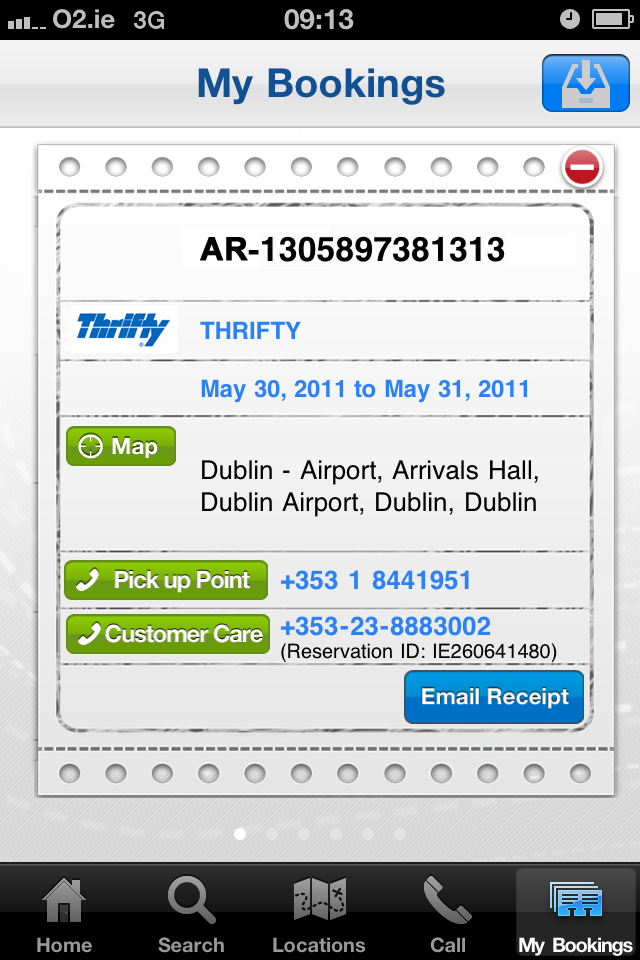 O2.ie 3G 09:13
My Bookings
AR-1305897381313
Thrifty THRIFTY
May 30, 2011 to May 31, 2011
Map
Dublin - Airport, Arrivals Hall,
Dublin Airport, Dublin, Dublin
Pick up Point +353 1 8441951
Customer Care +353-23-8883002
(Reservation ID: IE260641480)
Email Receipt
Home Search Locations Call My Bookings